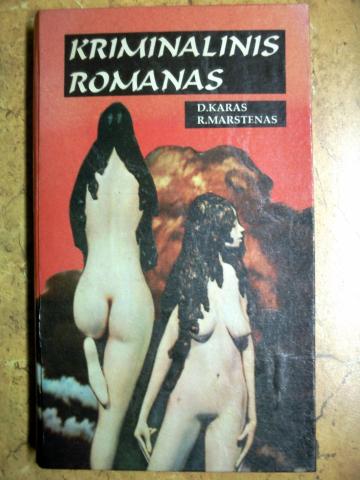 KRIMINALINIS
ROMANAS
D.KARAS
R.MARSTENAS